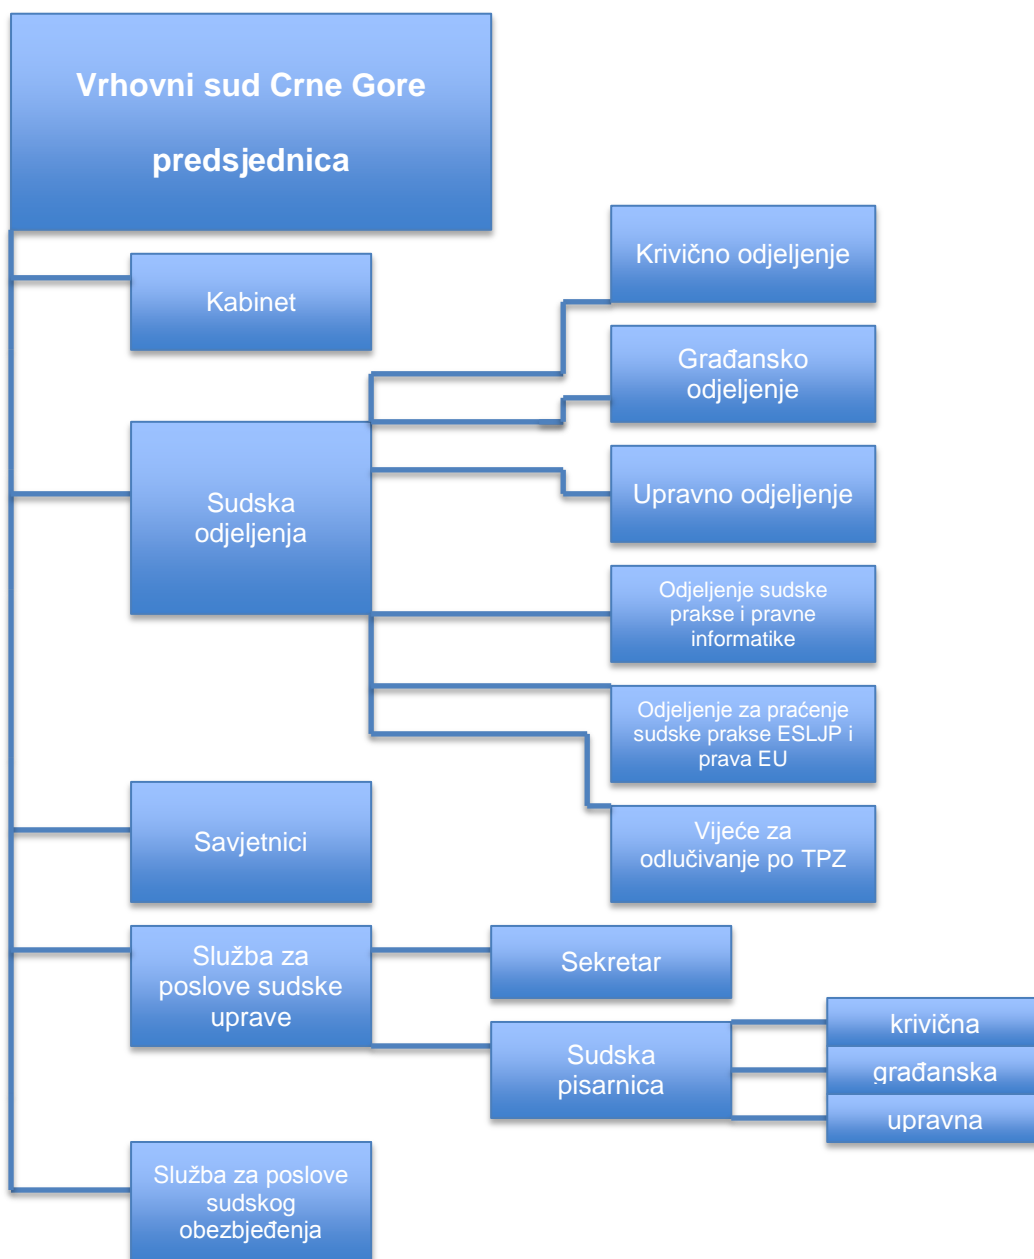 Vrhovni sud Crne Gore
predsjednica
Kabinet
Sudska
odjeljenja
Krivično odjeljenje
Građansko
odjeljenje
Upravno odjeljenje
Odjeljenje sudske
prakse i pravne
informatike
Odjeljenje za praćenje
sudske prakse ESLJP i
prava EU
Vijeće za
odlučivanje po TPZ
Savjetnici
Služba za
poslove sudske
uprave
Sekretar
Sudska
pisarnica
krivična
građanska
upravna
Služba za poslove
sudskog
obezbjeđenja